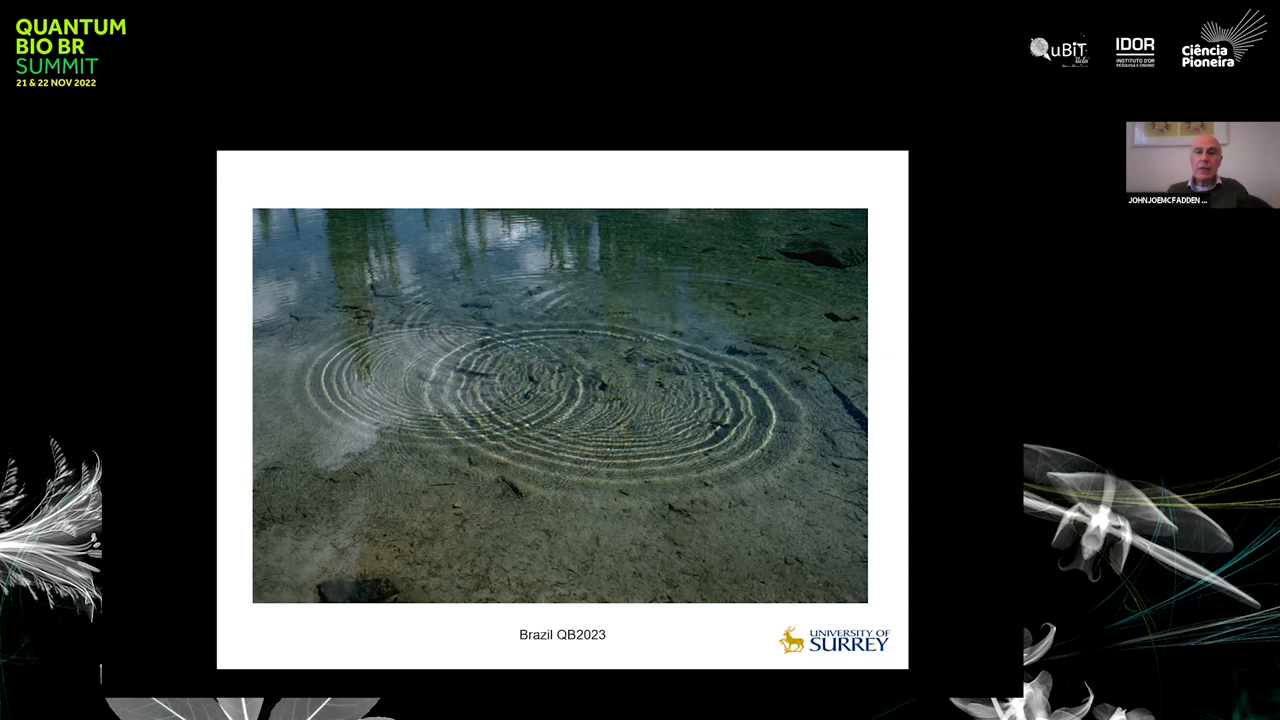 QUANTUM
BIO BR
SUMMIT
21 & 22 NOV 2022
QuBiT
IDOR
INSTITUTO D'OR
PESQUISA E ENSINO
Ciência
Pioneira
JOHNJOEMCFADDEN ...
Brazil QB2023
UNIVERSITY OF
SURREY